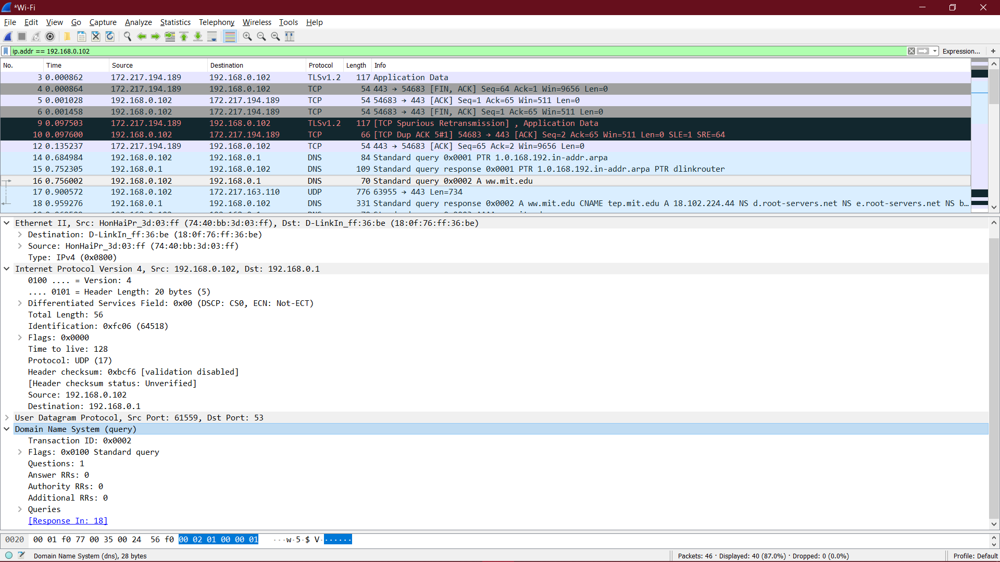 *Wi-Fi
File Edit View Go Capture Analyze Statistics Telephony Wireless Tools Help
ip.addr == 192.168.0.102 Expression... +
No. Time Source Destination Protocol Length Info
3 0.000862 172.217.194.189 192.168.0.102 TLSv1.2 117 Application Data
4 0.000864 172.217.194.189 192.168.0.102 TCP 54 443 → 54683 [FIN, ACK] Seq=64 Ack=1 Win=9656 Len=0
5 0.001028 192.168.0.102 172.217.194.189 TCP 54 54683 → 443 [ACK] Seq=1 Ack=65 Win=511 Len=0
6 0.001458 192.168.0.102 172.217.194.189 TCP 54 54683 → 443 [FIN, ACK] Seq=1 Ack=65 Win=511 Len=0
9 0.097503 172.217.194.189 192.168.0.102 TLSv1.2 117 [TCP Spurious Retransmission] , Application Data
10 0.097600 192.168.0.102 172.217.194.189 TCP 66 [TCP Dup ACK 5#1] 54683 → 443 [ACK] Seq=2 Ack=65 Win=511 Len=0 SLE=1 SRE=64
12 0.135237 172.217.194.189 192.168.0.102 TCP 54 443 → 54683 [ACK] Seq=65 Ack=2 Win=9656 Len=0
14 0.684984 192.168.0.102 192.168.0.1 DNS 84 Standard query 0x0001 PTR 1.0.168.192.in-addr.arpa
15 0.752305 192.168.0.1 192.168.0.102 DNS 109 Standard query response 0x0001 PTR 1.0.168.192.in-addr.arpa PTR dlinkrouter
16 0.756002 192.168.0.102 192.168.0.1 DNS 70 Standard query 0x0002 A ww.mit.edu
17 0.900572 192.168.0.102 172.217.163.110 UDP 776 63955 → 443 Len=734
18 0.959276 192.168.0.1 192.168.0.102 DNS 331 Standard query response 0x0002 A ww.mit.edu CNAME tep.mit.edu A 18.102.224.44 NS d.root-servers.net NS e.root-servers.net NS b...
Ethernet II, Src: HonHaiPr_3d:03:ff (74:40:bb:3d:03:ff), Dst: D-LinkIn_ff:36:be (18:0f:76:ff:36:be)
Destination: D-LinkIn_ff:36:be (18:0f:76:ff:36:be)
Source: HonHaiPr_3d:03:ff (74:40:bb:3d:03:ff)
Type: IPv4 (0x0800)
Internet Protocol Version 4, Src: 192.168.0.102, Dst: 192.168.0.1
0100 .... = Version: 4
.... 0101 = Header Length: 20 bytes (5)
Differentiated Services Field: 0x00 (DSCP: CS0, ECN: Not-ECT)
Total Length: 56
Identification: 0xfc06 (64518)
Flags: 0x0000
Time to live: 128
Protocol: UDP (17)
Header checksum: 0xbcf6 [validation disabled]
[Header checksum status: Unverified]
Source: 192.168.0.102
Destination: 192.168.0.1
User Datagram Protocol, Src Port: 61559, Dst Port: 53
Domain Name System (query)
Transaction ID: 0x0002
Flags: 0x0100 Standard query
Questions: 1
Answer RRs: 0
Authority RRs: 0
Additional RRs: 0
Queries
[Response In: 18]
0020 00 01 f0 77 00 35 00 24 56 f0 00 02 01 00 00 01 ···w·5·$ V·······
Domain Name System (dns), 28 bytes Packets: 46 · Displayed: 40 (87.0%) · Dropped: 0 (0.0%) Profile: Default